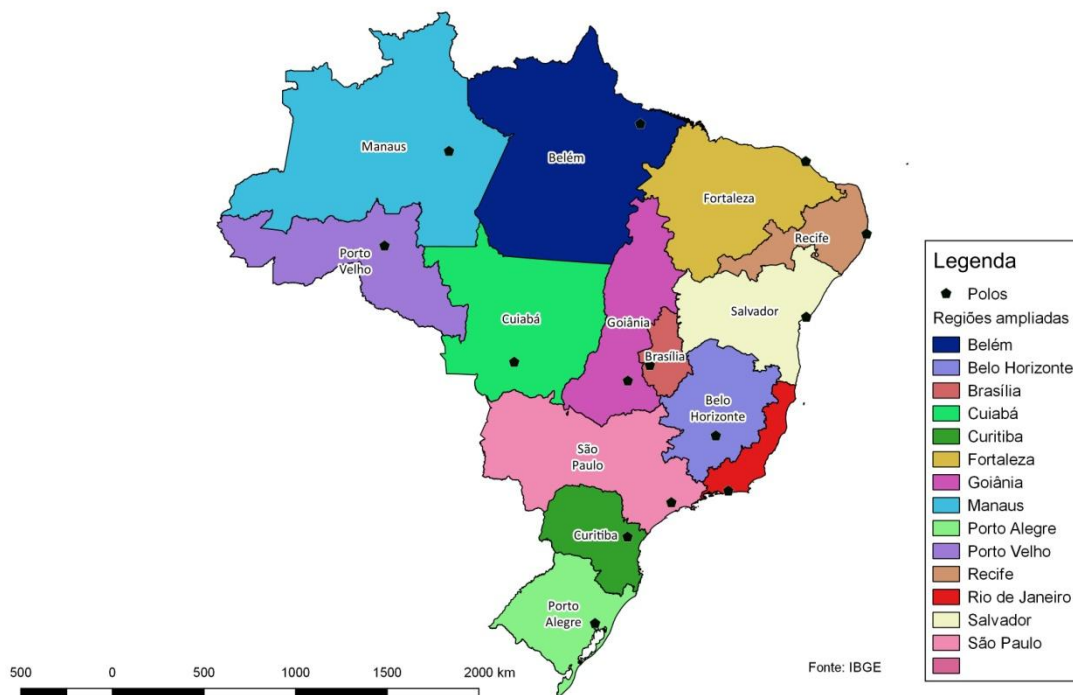 Manaus
Belém
Fortaleza
Recife
Porto
Velho
Cuiabá
Goiânia
Salvador
Brasília
Belo
Horizonte
São
Paulo
Curitiba
Porto
Alegre
Legenda
Polos
Regiões ampliadas
Belém
Belo Horizonte
Brasília
Cuiabá
Curitiba
Fortaleza
Goiânia
Manaus
Porto Alegre
Porto Velho
Recife
Rio de Janeiro
Salvador
São Paulo
500 0 500 1000 1500 2000 km
Fonte: IBGE